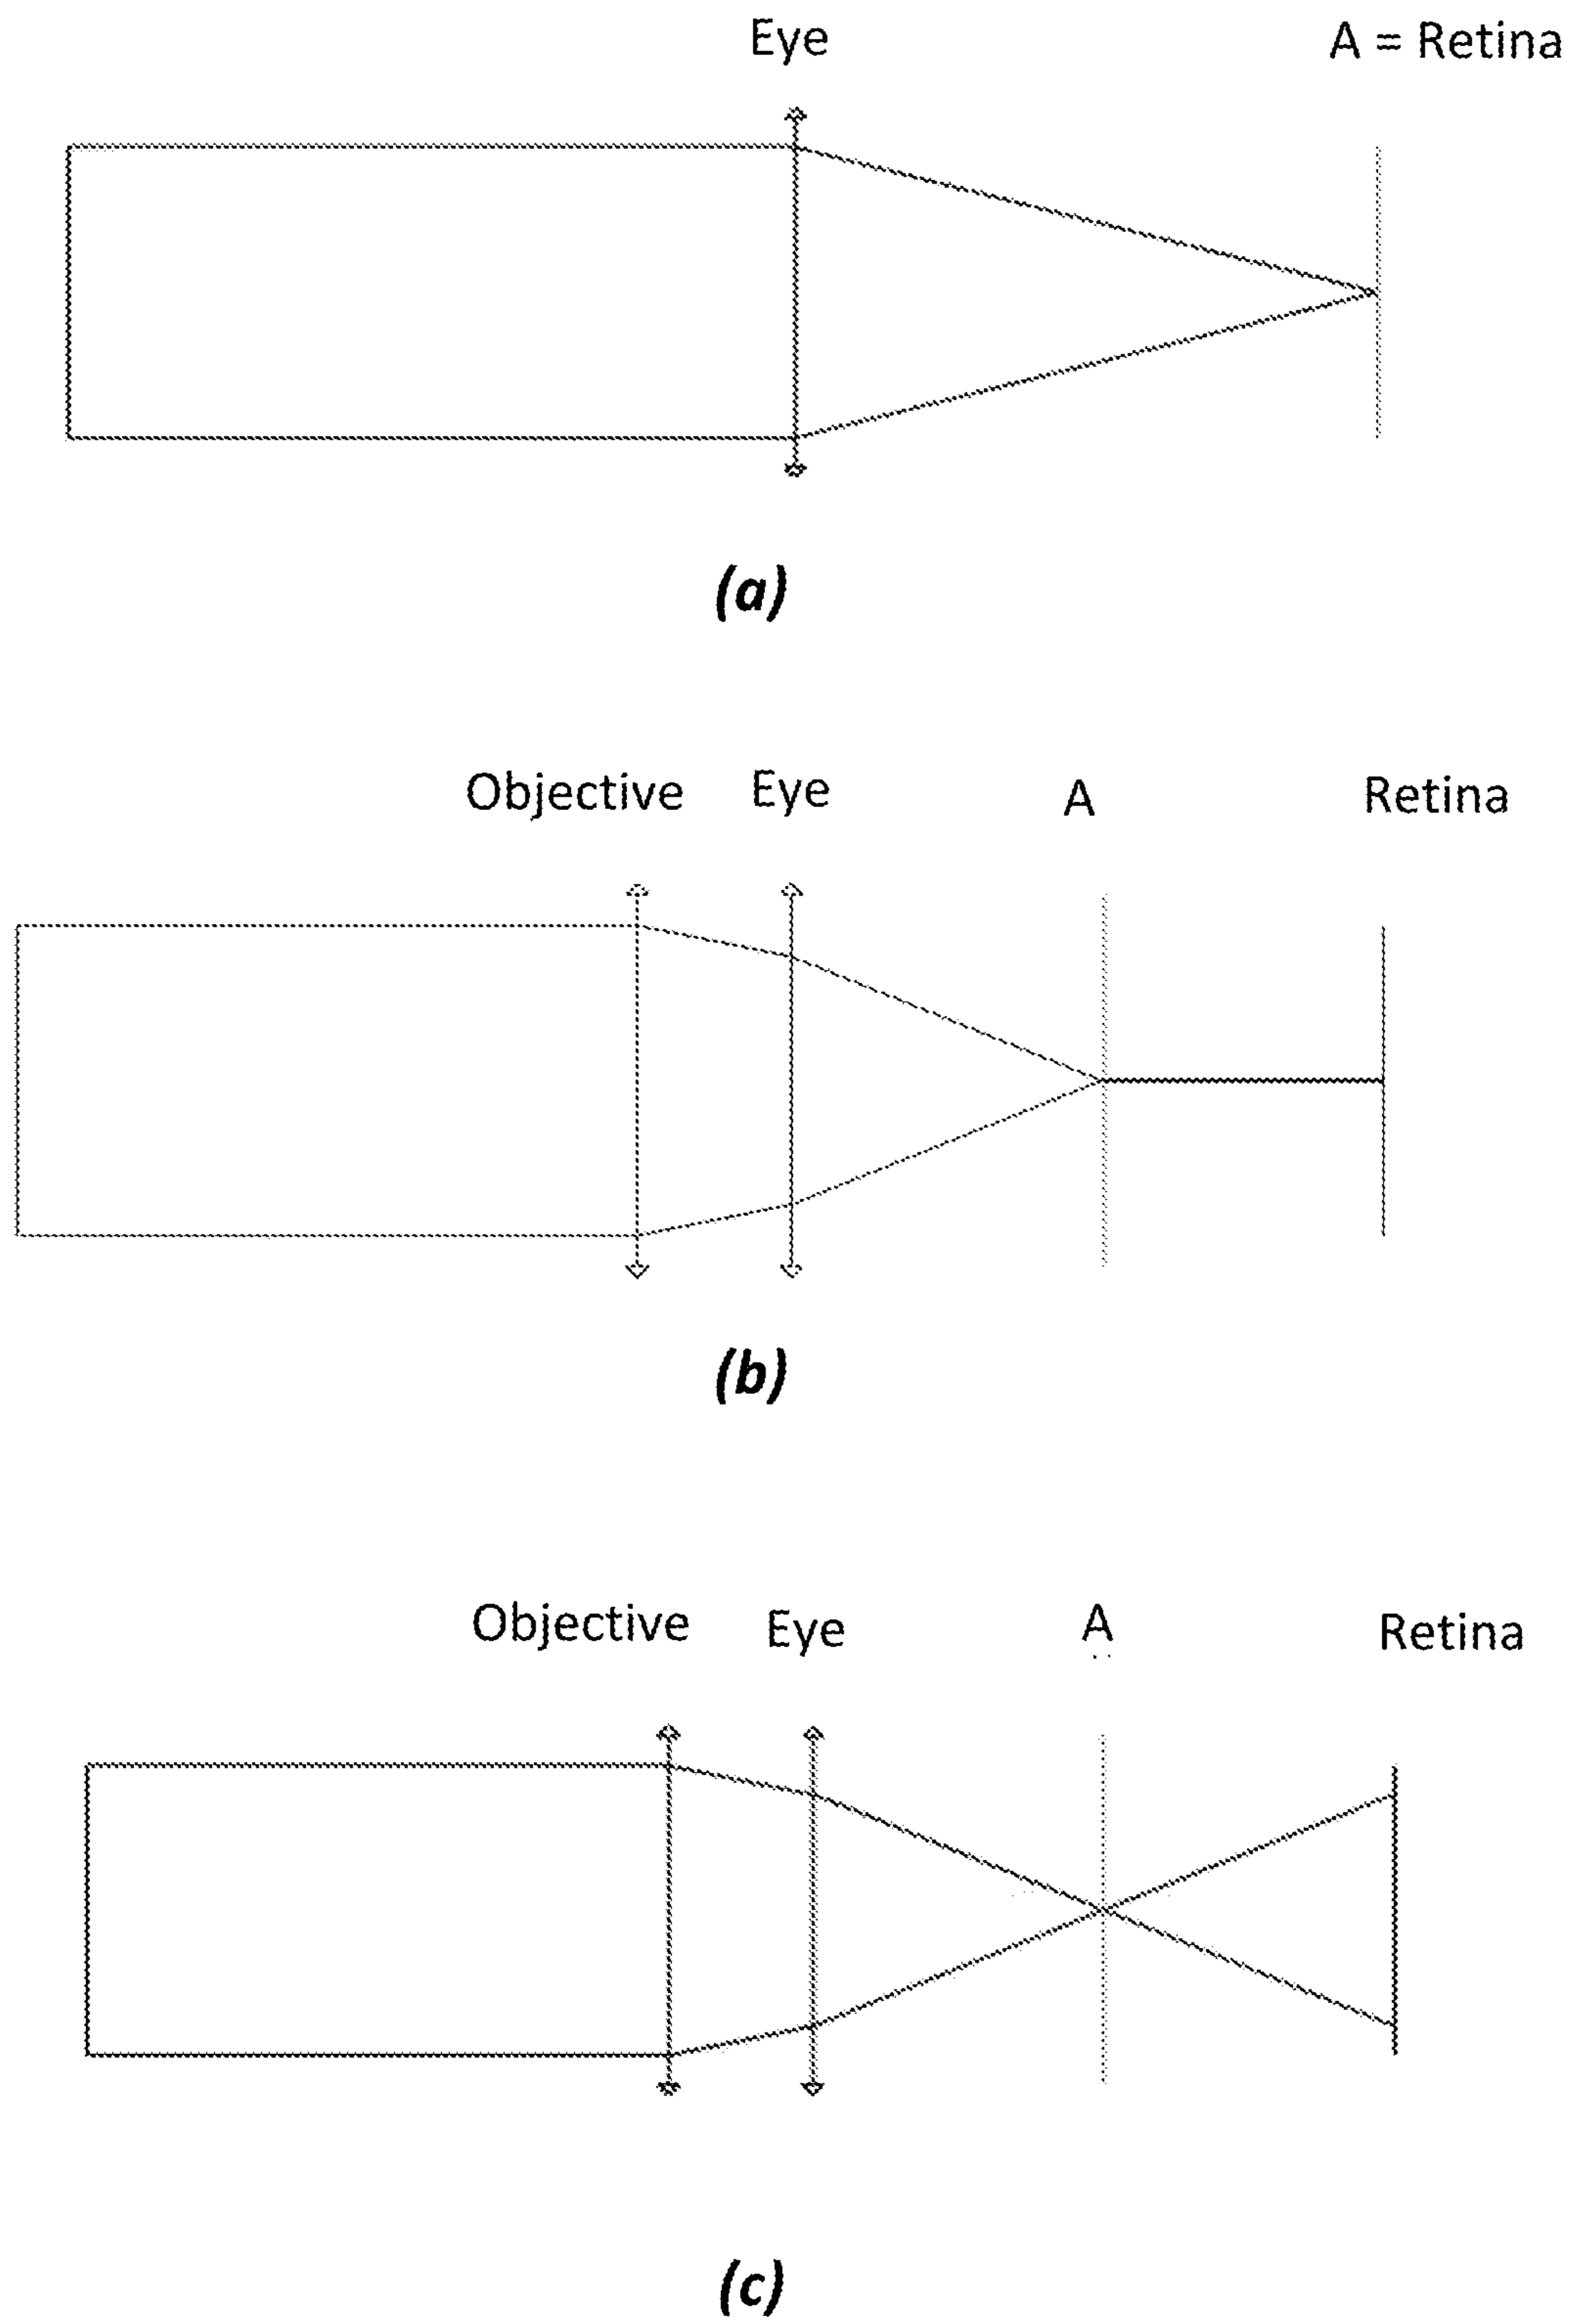 Eye A = Retina
(a)
Objective Eye A Retina
(b)
Objective Eye A Retina
(c)